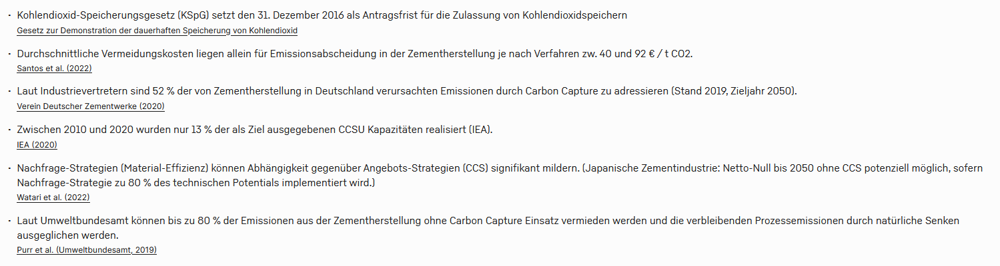 · Kohlendioxid-Speicherungsgesetz (KSpG) setzt den 31. Dezember 2016 als Antragsfrist für die Zulassung von Kohlendioxidspeichern
Gesetz zur Demonstration der dauerhaften Speicherung von Kohlendioxid
· Durchschnittliche Vermeidungskosten liegen allein für Emissionsabscheidung in der Zementherstellung je nach Verfahren zw. 40 und 92 € / t CO2.
Santos et al. (2022)
· Laut Industrievertretern sind 52 % der von Zementherstellung in Deutschland verursachten Emissionen durch Carbon Capture zu adressieren (Stand 2019, Zieljahr 2050).
Verein Deutscher Zementwerke (2020)
· Zwischen 2010 und 2020 wurden nur 13 % der als Ziel ausgegebenen CCSU Kapazitäten realisiert (IEA).
IEA (2020)
· Nachfrage-Strategien (Material-Effizienz) können Abhängigkeit gegenüber Angebots-Strategien (CCS) signifikant mildern. (Japanische Zementindustrie: Netto-Null bis 2050 ohne CCS potenziell möglich, sofern
Nachfrage-Strategie zu 80 % des technischen Potentials implementiert wird.)
Watari et al. (2022)
· Laut Umweltbundesamt können bis zu 80 % der Emissionen aus der Zementherstellung ohne Carbon Capture Einsatz vermieden werden und die verbleibenden Prozessemissionen durch natürliche Senken
ausgeglichen werden.
Purr et al. (Umweltbundesamt, 2019)